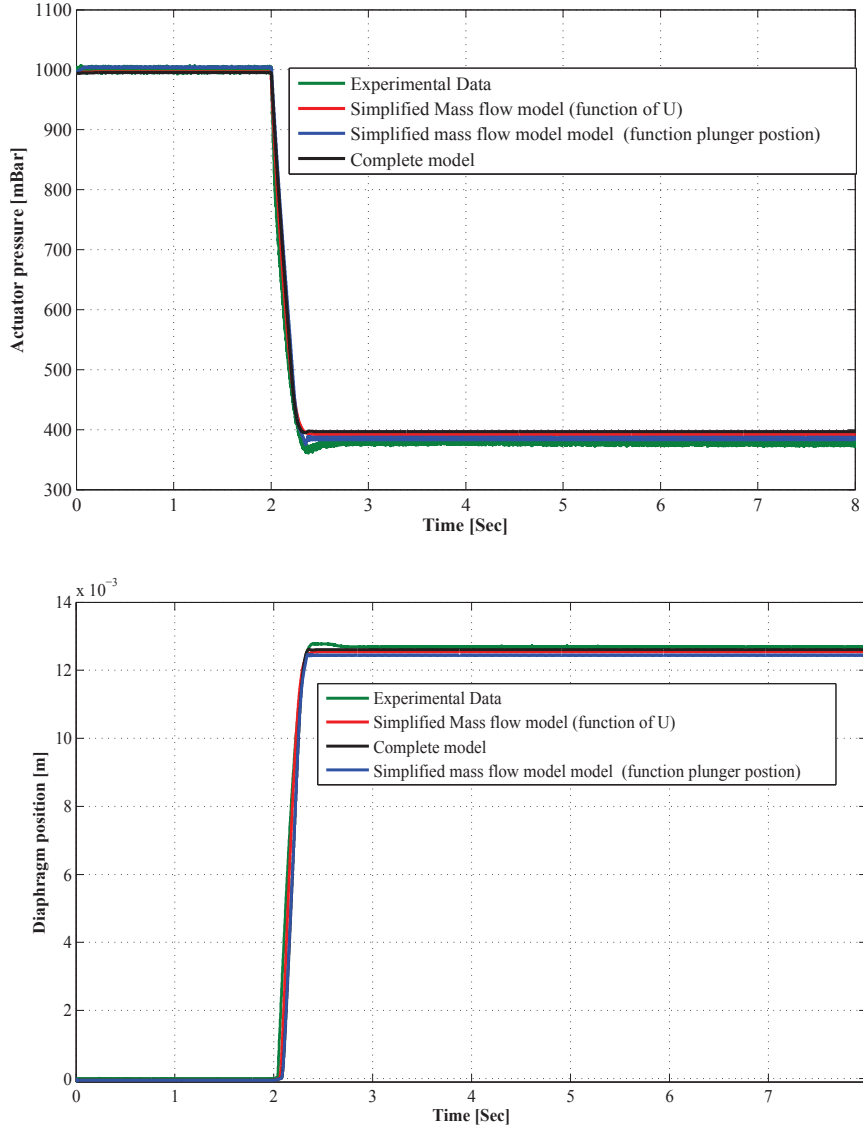 1100
1000
900
800
700
600
500
400
300
Actuator pressure [mBar]
Experimental Data
Simplified Mass flow model (function of U)
Simplified mass flow model model (function plunger postion)
Complete model
0 1 2 3 4 5 6 7 8
Time [Sec]
x 10⁻³
14
12
10
8
6
4
2
0
Diaphragm position [m]
Experimental Data
Simplified Mass flow model (function of U)
Complete model
Simplified mass flow model model (function plunger postion)
0 1 2 3 4 5 6 7
Time [Sec]